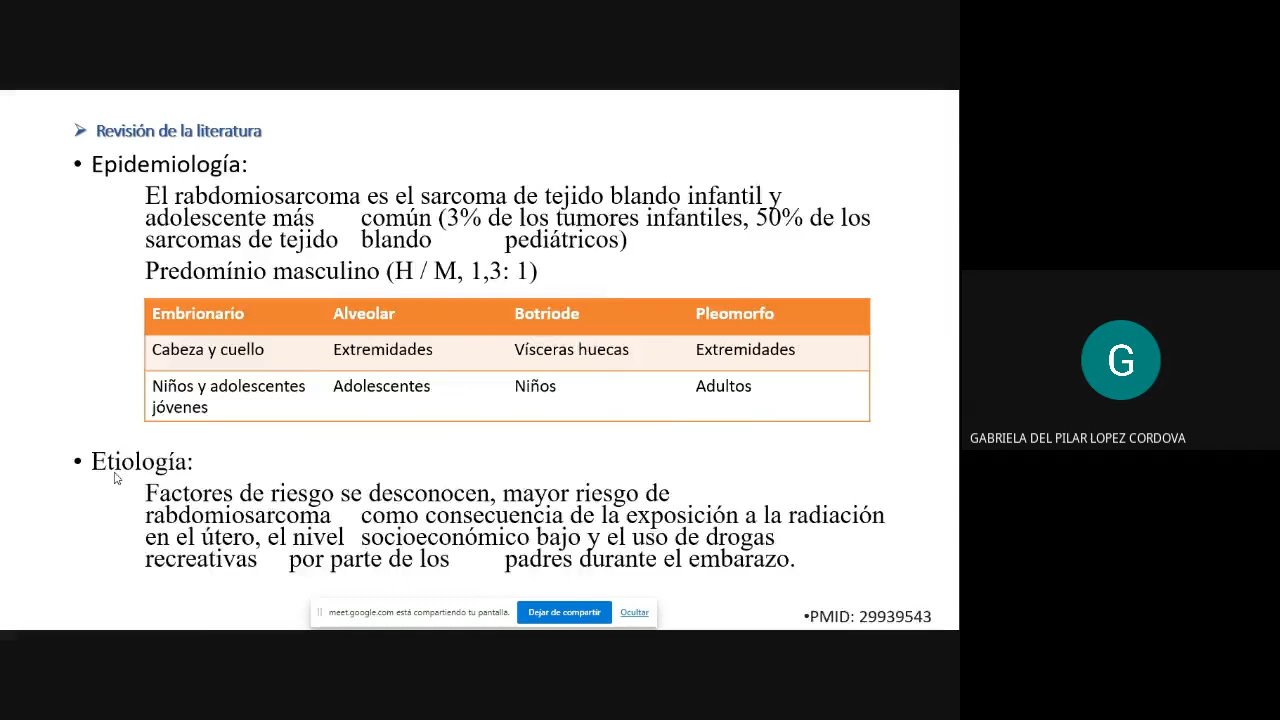 ➤ Revisión de la literatura
• Epidemiología:
El rabdomiosarcoma es el sarcoma de tejido blando infantil y
adolescente más común (3% de los tumores infantiles, 50% de los
sarcomas de tejido blando pediátricos)
Predomínio masculino (H / M, 1,3: 1)
Embrionario Alveolar Botriode Pleomorfo
Cabeza y cuello Extremidades Vísceras huecas Extremidades
Niños y adolescentes Adolescentes Niños Adultos
jóvenes
• Etiología:
Factores de riesgo se desconocen, mayor riesgo de
rabdomiosarcoma como consecuencia de la exposición a la radiación
en el útero, el nivel socioeconómico bajo y el uso de drogas
recreativas por parte de los padres durante el embarazo.
meet.google.com está compartiendo tu pantalla. Dejar de compartir Ocultar
•PMID: 29939543
G
GABRIELA DEL PILAR LOPEZ CORDOVA